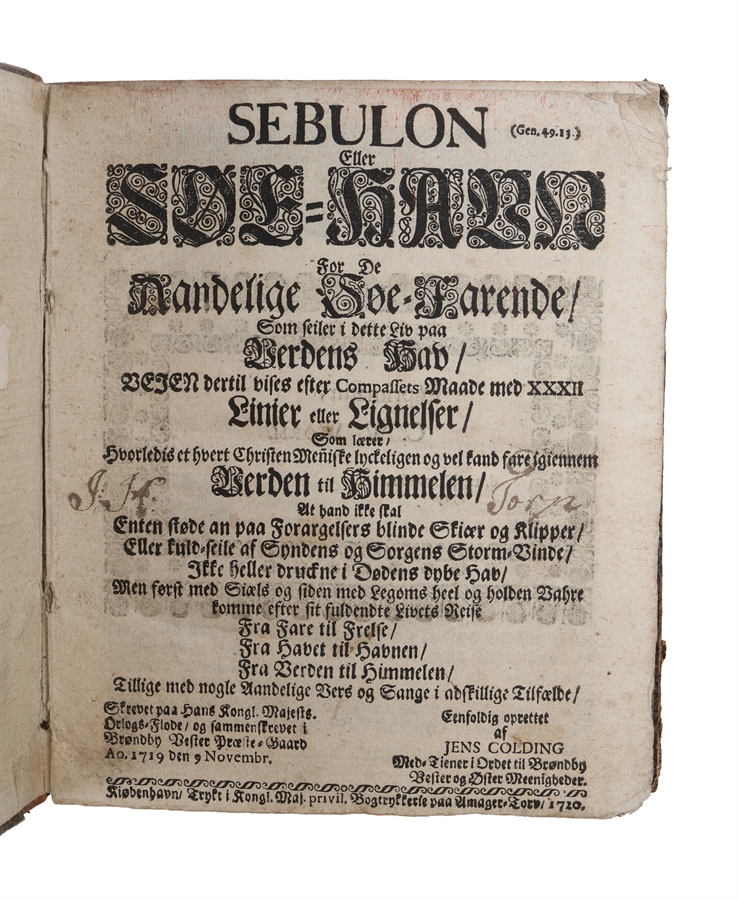 SEBULON (Gen. 49.13.)
Eller
SØE-HAVN
For De
Aandelige Søe-Farende/
Som seiler i dette Liv paa
Verdens Hav/
VEJEN dertil vises efter Compassets Maade med XXXII
Linier eller Lignelser/
Som lærer/
Hvorledis et hvert Christen Meñiske lyckeligen og vel kand fare igiennem
Verden til Himmelen/
J. H. Torn
At hand ikke skal
Enten støde an paa Forargelsers blinde Skiær og Klipper/
Eller kuld-seile af Syndens og Sorgens Storm-Vinde/
Ikke heller druckne i Dødens dybe Hav/
Men først med Siæls og siden med Legoms heel og holden Vahre
komme efter sit fuldendte Livets Reise
Fra Fare til Frelse/
Fra Havet til Havnen/
Fra Verden til Himmelen/
Tillige med nogle Aandelige Vers og Sange i adskillige Tilfælde/
Skrevet paa Hans Kongl. Majests.
Orlogs-Flode/ og sammenskrevet i
Brøndby Vester Præste-Gaard
Ao. 1719 den 9 Novembr.
Eenfoldig oprettet
af
JENS COLDING
Med-Tiener i Ordet til Brøndby
Vester og Øster Meenigheder.
Kiøbenhavn/ Trykt i Kongl. Maj. privil. Bogtrykkerie paa Amager-Torv/ 1720.